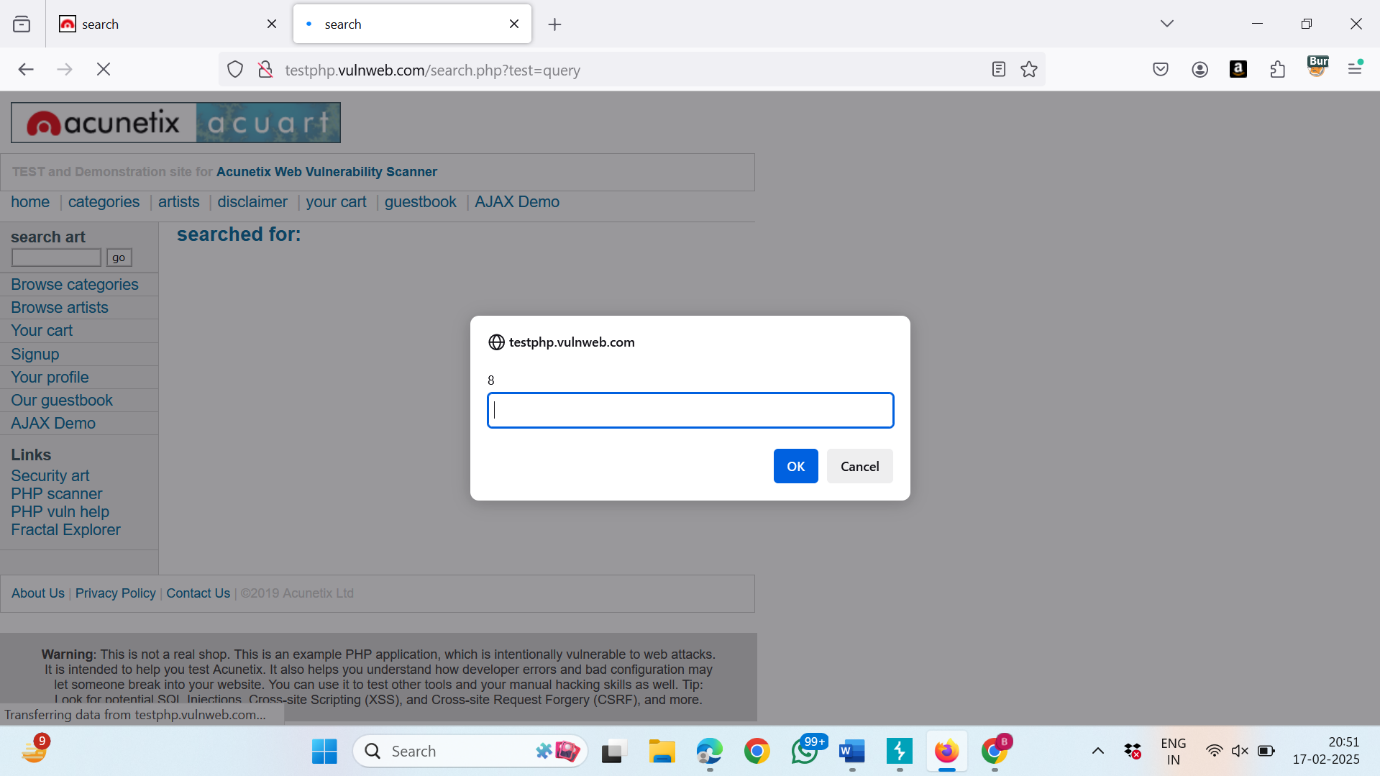 search
search
testphp.vulnweb.com/search.php?test=query
a
Bur
acunetix acuart
TEST and Demonstration site for Acunetix Web Vulnerability Scanner
home | categories | artists | disclaimer | your cart | guestbook | AJAX Demo
search art
go
searched for:
Browse categories
Browse artists
Your cart
Signup
Your profile
Our guestbook
AJAX Demo
Links
Security art
PHP scanner
PHP vuln help
Fractal Explorer
testphp.vulnweb.com
8
OK
Cancel
About Us | Privacy Policy | Contact Us | ©2019 Acunetix Ltd
Warning: This is not a real shop. This is an example PHP application, which is intentionally vulnerable to web attacks.
It is intended to help you test Acunetix. It also helps you understand how developer errors and bad configuration may
let someone break into your website. You can use it to test other tools and your manual hacking skills as well. Tip:
Look for potential SQL Injections, Cross-site Scripting (XSS), and Cross-site Request Forgery (CSRF), and more.
Transferring data from testphp.vulnweb.com...
9
Search
99+
W
B
ENG
IN
20:51
17-02-2025